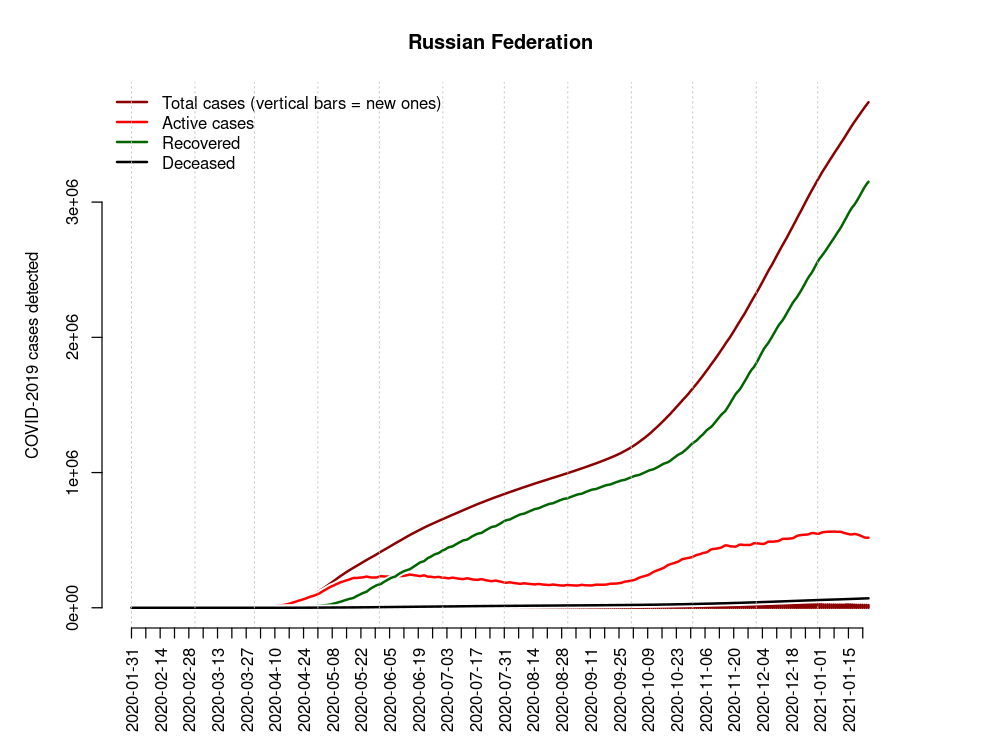 Russian Federation
Total cases (vertical bars = new ones)
Active cases
Recovered
Deceased
COVID-2019 cases detected
3e+06
2e+06
1e+06
0e+00
2020-01-31
2020-02-14
2020-02-28
2020-03-13
2020-03-27
2020-04-10
2020-04-24
2020-05-08
2020-05-22
2020-06-05
2020-06-19
2020-07-03
2020-07-17
2020-07-31
2020-08-14
2020-08-28
2020-09-11
2020-09-25
2020-10-09
2020-10-23
2020-11-06
2020-11-20
2020-12-04
2020-12-18
2021-01-01
2021-01-15